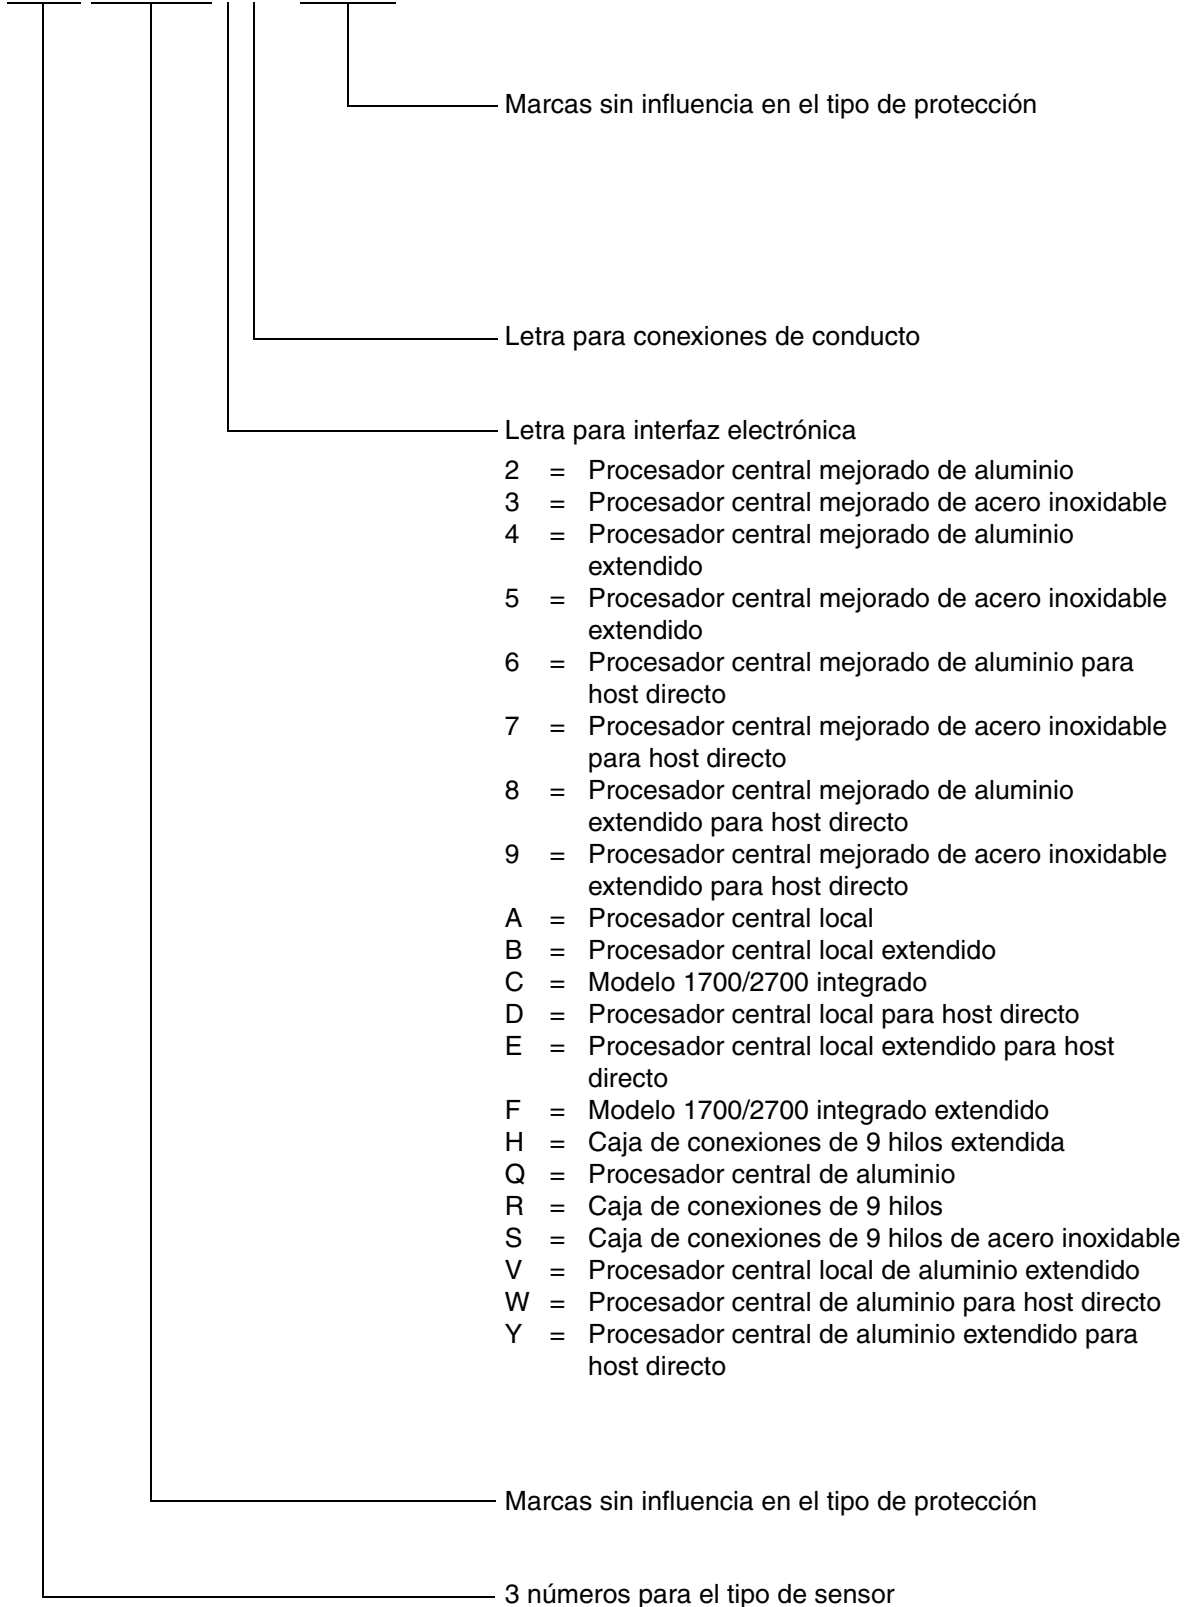 Marcas sin influencia en el tipo de protección
Letra para conexiones de conducto
Letra para interfaz electrónica
2 = Procesador central mejorado de aluminio
3 = Procesador central mejorado de acero inoxidable
4 = Procesador central mejorado de aluminio
extendido
5 = Procesador central mejorado de acero inoxidable
extendido
6 = Procesador central mejorado de aluminio para
host directo
7 = Procesador central mejorado de acero inoxidable
para host directo
8 = Procesador central mejorado de aluminio
extendido para host directo
9 = Procesador central mejorado de acero inoxidable
extendido para host directo
A = Procesador central local
B = Procesador central local extendido
C = Modelo 1700/2700 integrado
D = Procesador central local para host directo
E = Procesador central local extendido para host
directo
F = Modelo 1700/2700 integrado extendido
H = Caja de conexiones de 9 hilos extendida
Q = Procesador central de aluminio
R = Caja de conexiones de 9 hilos
S = Caja de conexiones de 9 hilos de acero inoxidable
V = Procesador central local de aluminio extendido
W = Procesador central de aluminio para host directo
Y = Procesador central de aluminio extendido para
host directo
Marcas sin influencia en el tipo de protección
3 números para el tipo de sensor